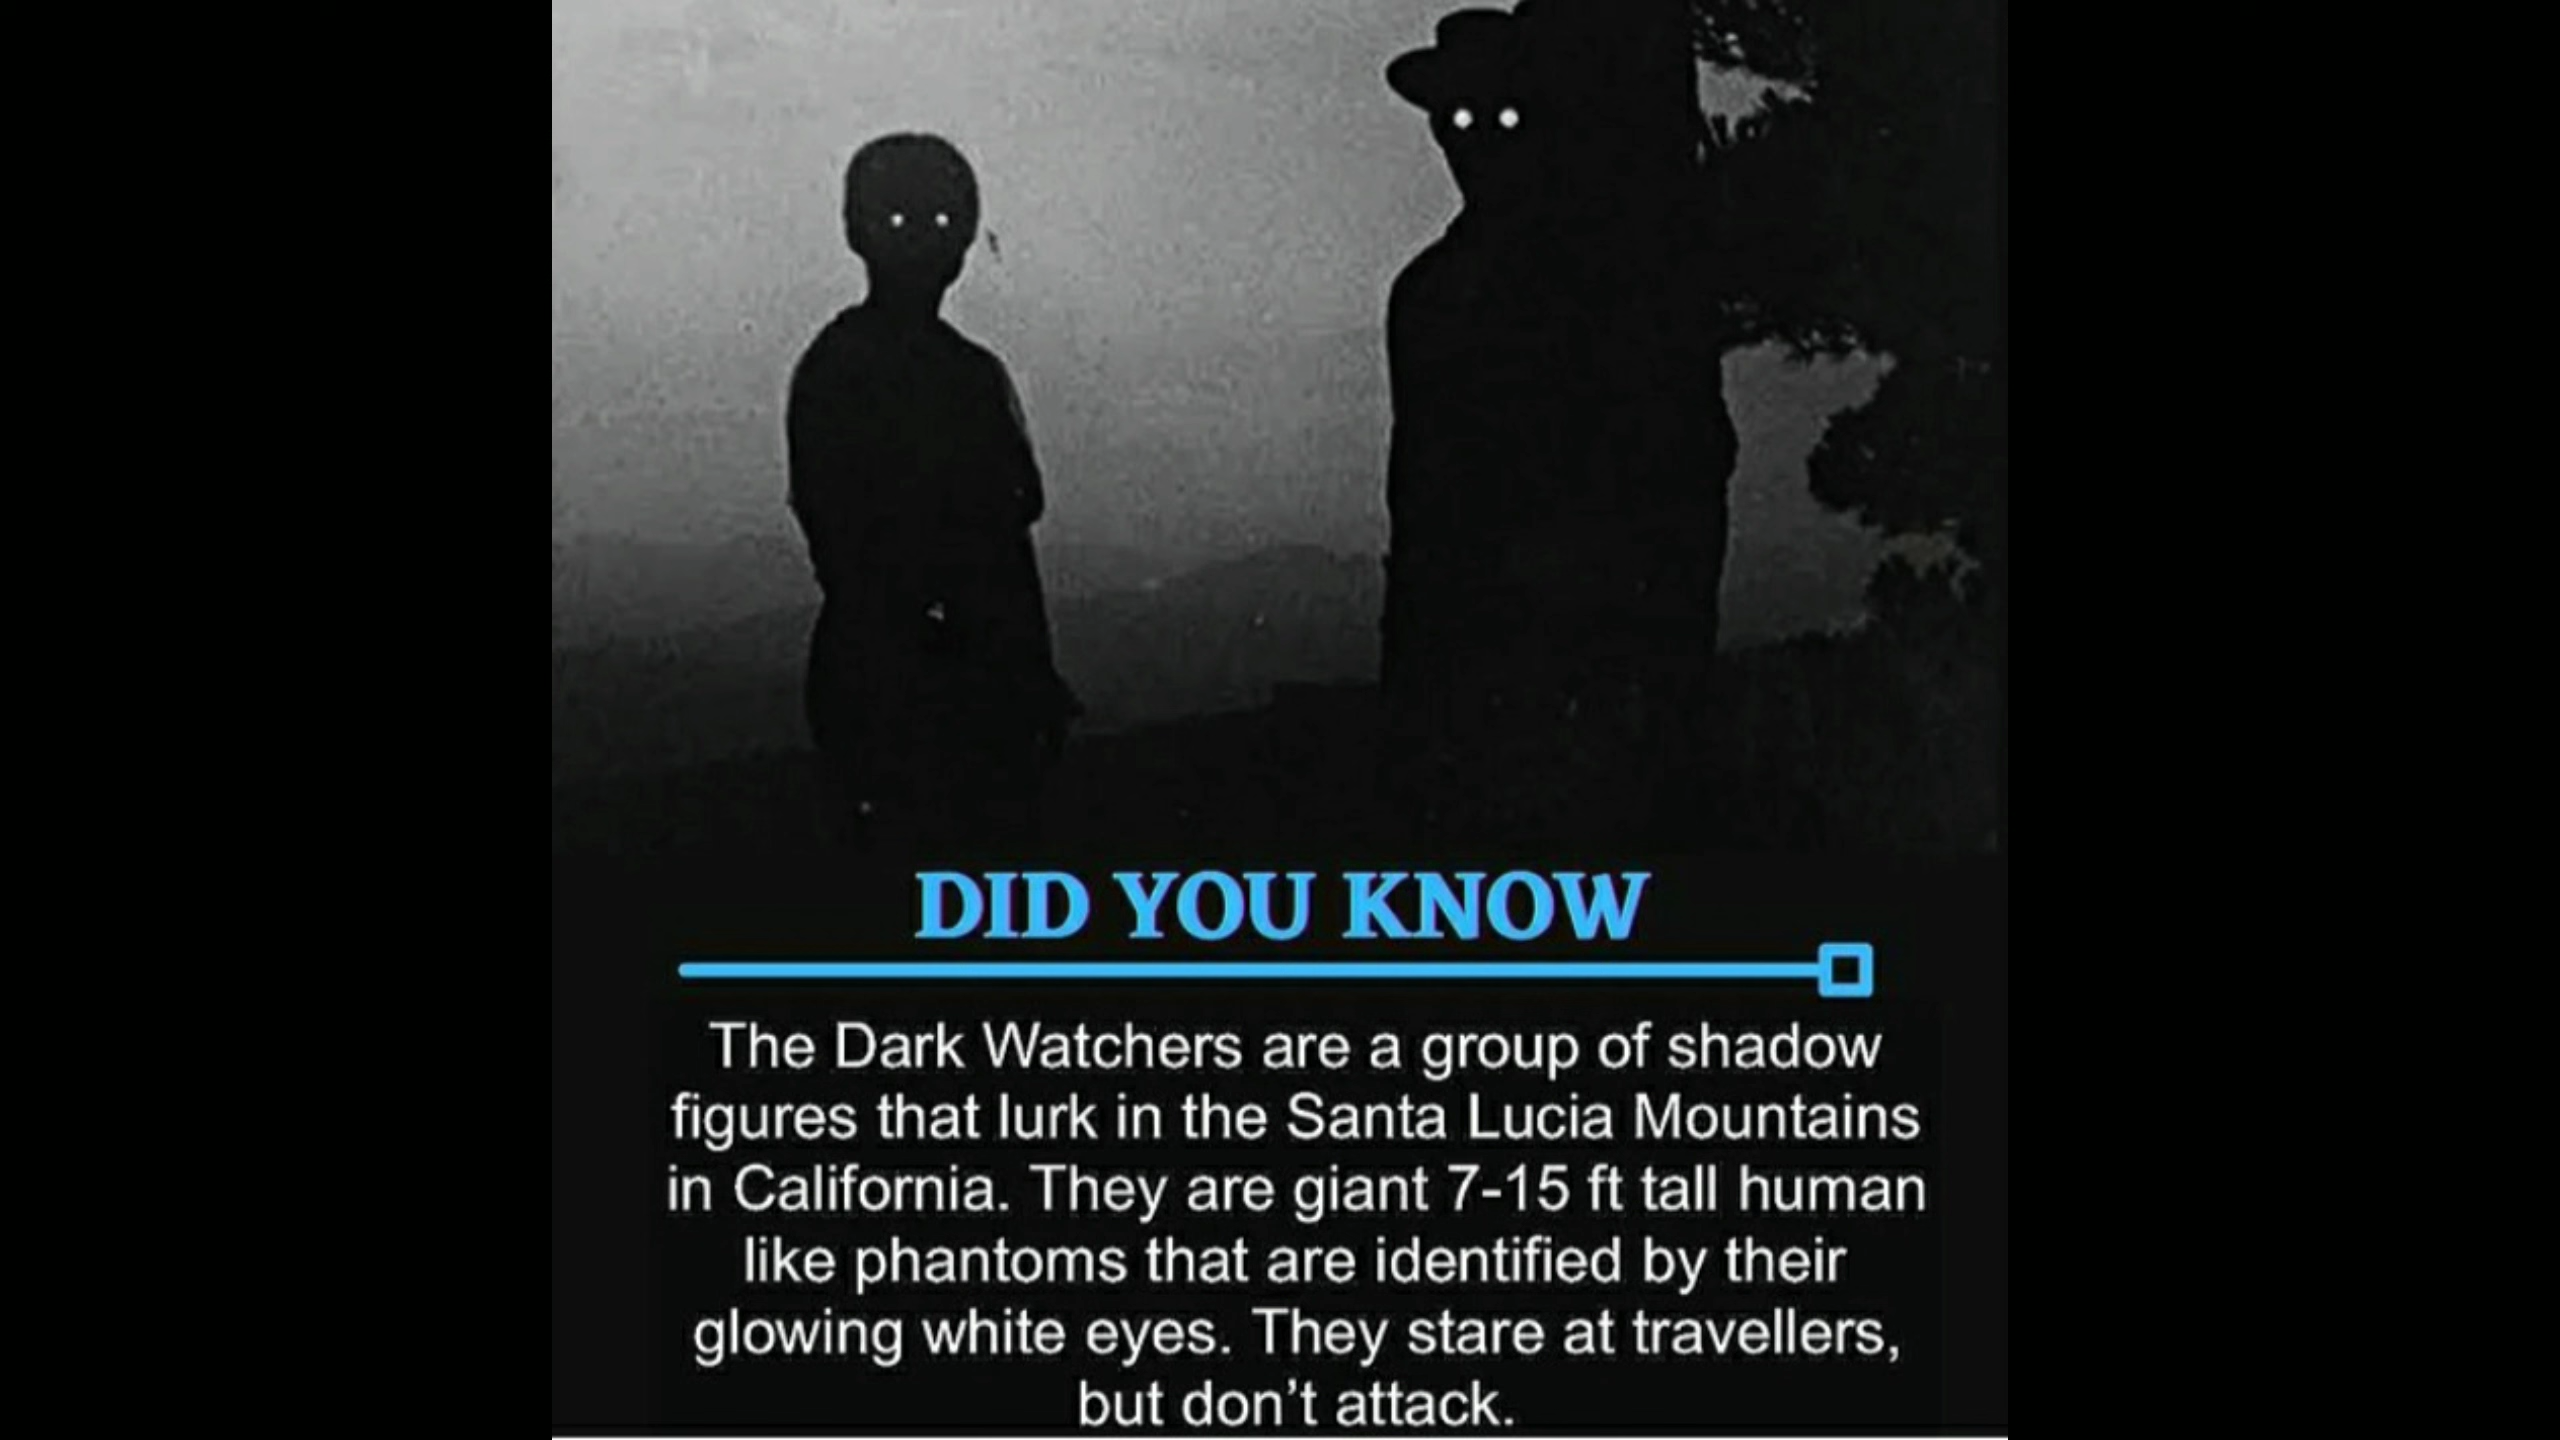 DID YOU KNOW
The Dark Watchers are a group of shadow
figures that lurk in the Santa Lucia Mountains
in California. They are giant 7-15 ft tall human
like phantoms that are identified by their
glowing white eyes. They stare at travellers,
but don’t attack.